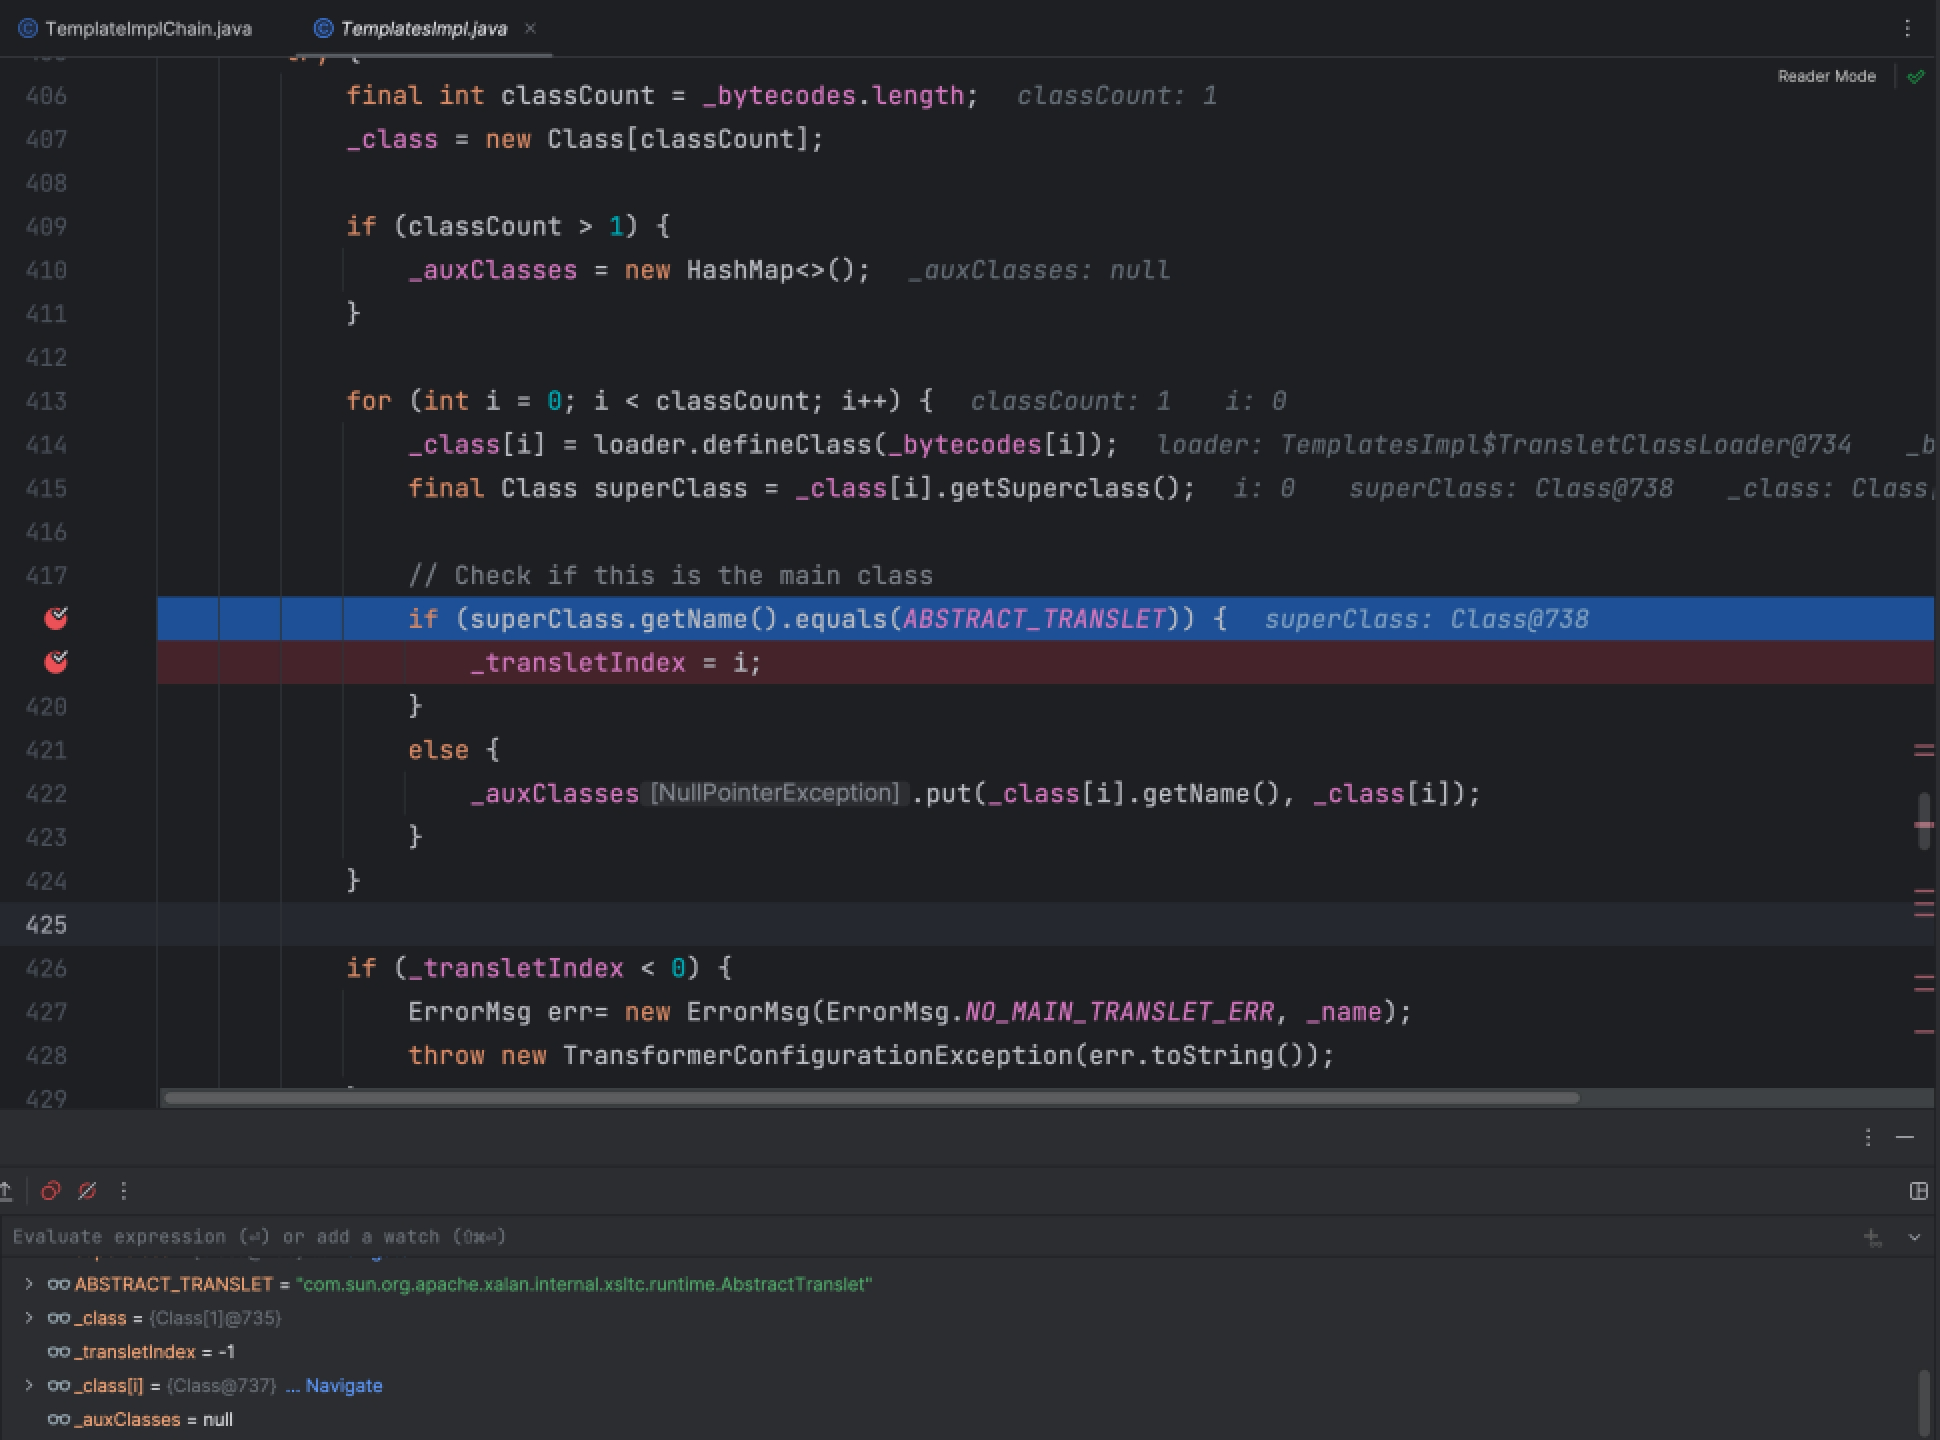 TemplateImplChain.java TemplatesImpl.java
Reader Mode
406 final int classCount = _bytecodes.length; classCount: 1
407 _class = new Class[classCount];
408
409 if (classCount > 1) {
410 _auxClasses = new HashMap<>(); _auxClasses: null
411 }
412
413 for (int i = 0; i < classCount; i++) { classCount: 1 i: 0
414 _class[i] = loader.defineClass(_bytecodes[i]); loader: TemplatesImpl$TransletClassLoader@734 _b
415 final Class superClass = _class[i].getSuperclass(); i: 0 superClass: Class@738 _class: Class
416
417 // Check if this is the main class
if (superClass.getName().equals(ABSTRACT_TRANSLET)) { superClass: Class@738
_transletIndex = i;
420 }
421 else {
422 _auxClasses [NullPointerException] .put(_class[i].getName(), _class[i]);
423 }
424 }
425
426 if (_transletIndex < 0) {
427 ErrorMsg err= new ErrorMsg(ErrorMsg.NO_MAIN_TRANSLET_ERR, _name);
428 throw new TransformerConfigurationException(err.toString());
429
Evaluate expression (⏎) or add a watch (⇧⌘⏎)
ABSTRACT_TRANSLET = "com.sun.org.apache.xalan.internal.xsltc.runtime.AbstractTranslet"
_class = {Class[1]@735}
_transletIndex = -1
_class[i] = {Class@737} ... Navigate
_auxClasses = null